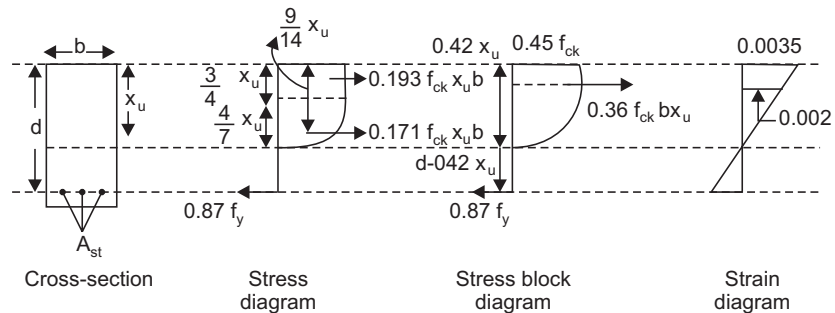 b
d
x_u
A_st
Cross-section
9/14 x_u
3/4 x_u
4/7 x_u
0.193 f_ck x_u b
0.171 f_ck x_u b
0.87 f_y
Stress
diagram
0.42 x_u
0.45 f_ck
0.36 f_ck bx_u
d-042 x_u
0.87 f_y
Stress block
diagram
0.0035
0.002
Strain
diagram